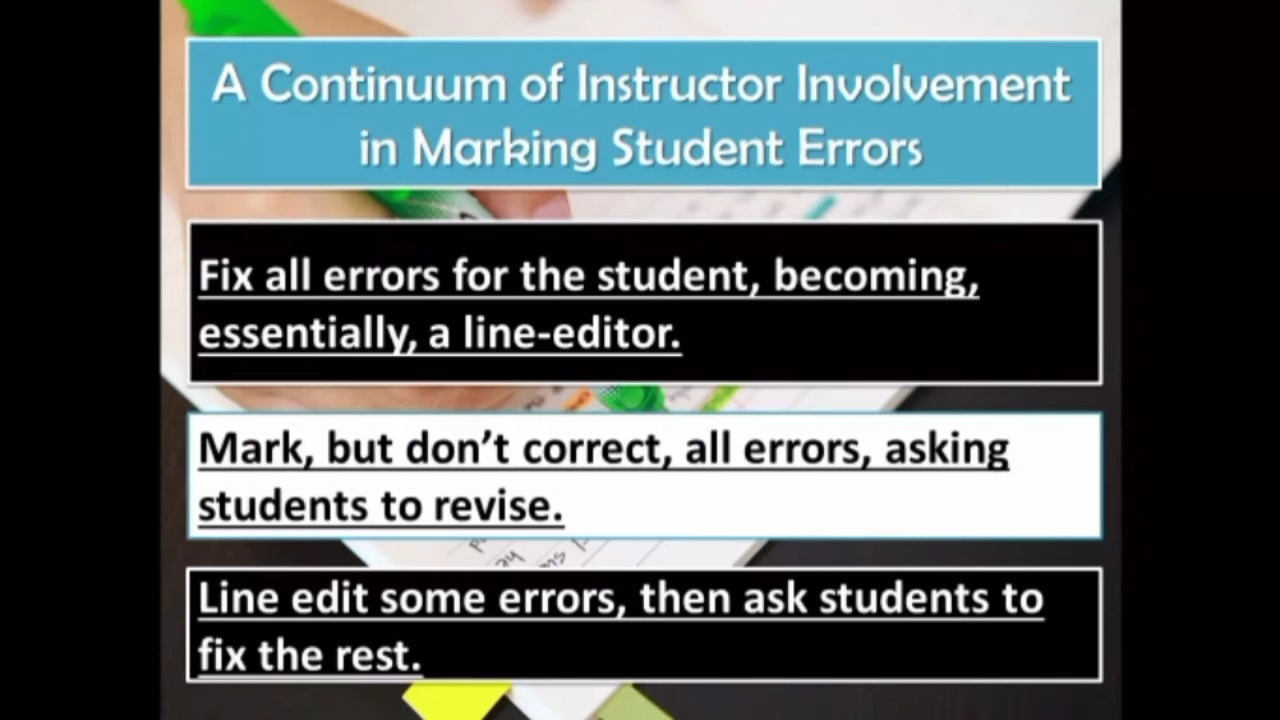 A Continuum of Instructor Involvement
in Marking Student Errors
Fix all errors for the student, becoming,
essentially, a line-editor.
Mark, but don’t correct, all errors, asking
students to revise.
Line edit some errors, then ask students to
fix the rest.